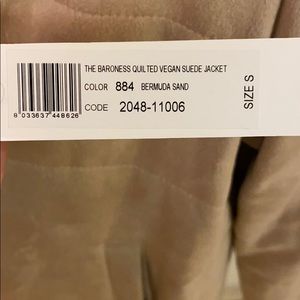 THE BARONESS QUILTED VEGAN SUEDE JACKET
COLOR 884 BERMUDA SAND
CODE 2048-11006
8 033637 448626
SIZE S